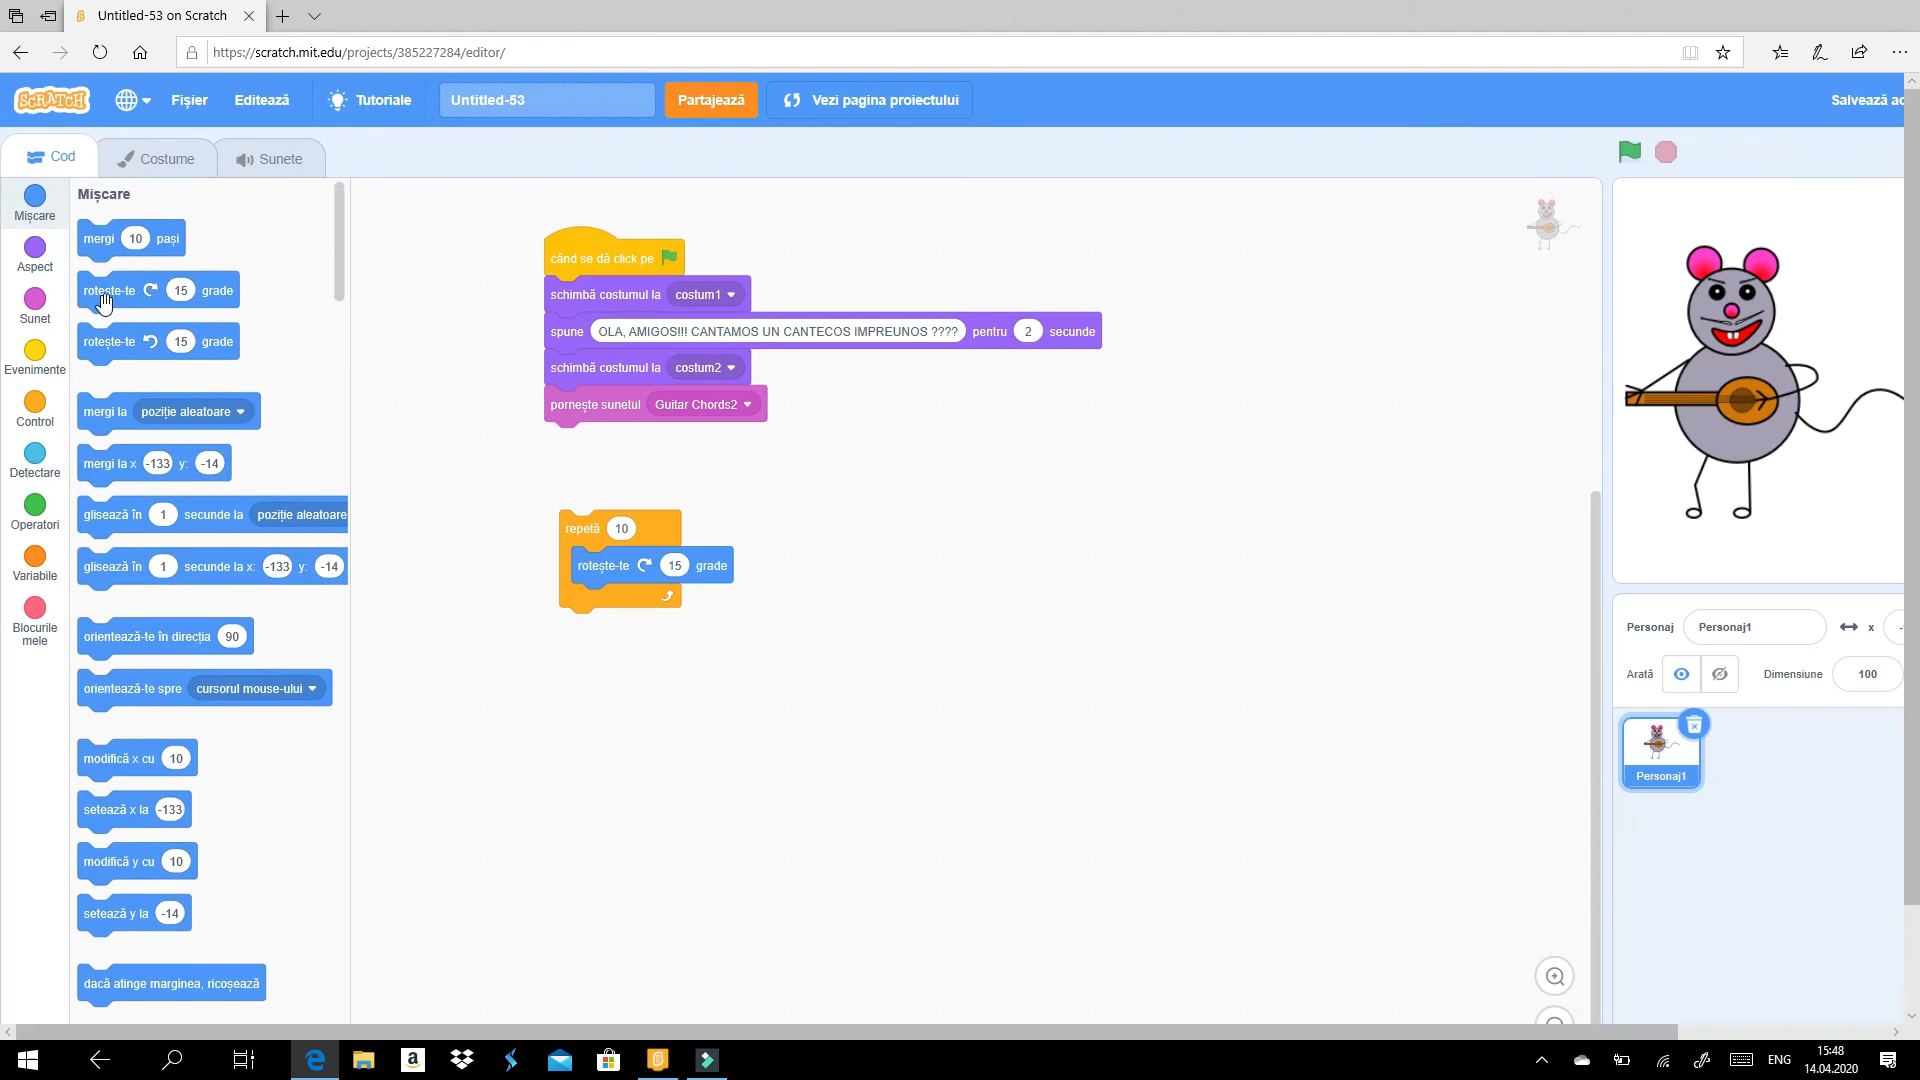 Untitled-53 on Scratch
https://scratch.mit.edu/projects/385227284/editor/
SCRATCH
Fișier
Editează
Tutoriale
Untitled-53
Partajează
Vezi pagina proiectului
Salvează ac
Cod
Costume
Sunete
Mișcare
Aspect
Sunet
Evenimente
Control
Detectare
Operatori
Variabile
Blocurile
mele
Mișcare
mergi 10 pași
rotește-te 15 grade
rotește-te 15 grade
mergi la poziție aleatoare
mergi la x -133 y: -14
glisează în 1 secunde la poziție aleatoare
glisează în 1 secunde la x: -133 y: -14
orientează-te în direcția 90
orientează-te spre cursorul mouse-ului
modifică x cu 10
setează x la -133
modifică y cu 10
setează y la -14
dacă atinge marginea, ricoșează
când se dă click pe
schimbă costumul la costum1
spune OLA, AMIGOS!!! CANTAMOS UN CANTECOS IMPREUNOS ???? pentru 2 secunde
schimbă costumul la costum2
pornește sunetul Guitar Chords2
repetă 10
rotește-te 15 grade
Personaj Personaj1 x
Arată Dimensiune 100
Personaj1
ENG
15:48
14.04.2020